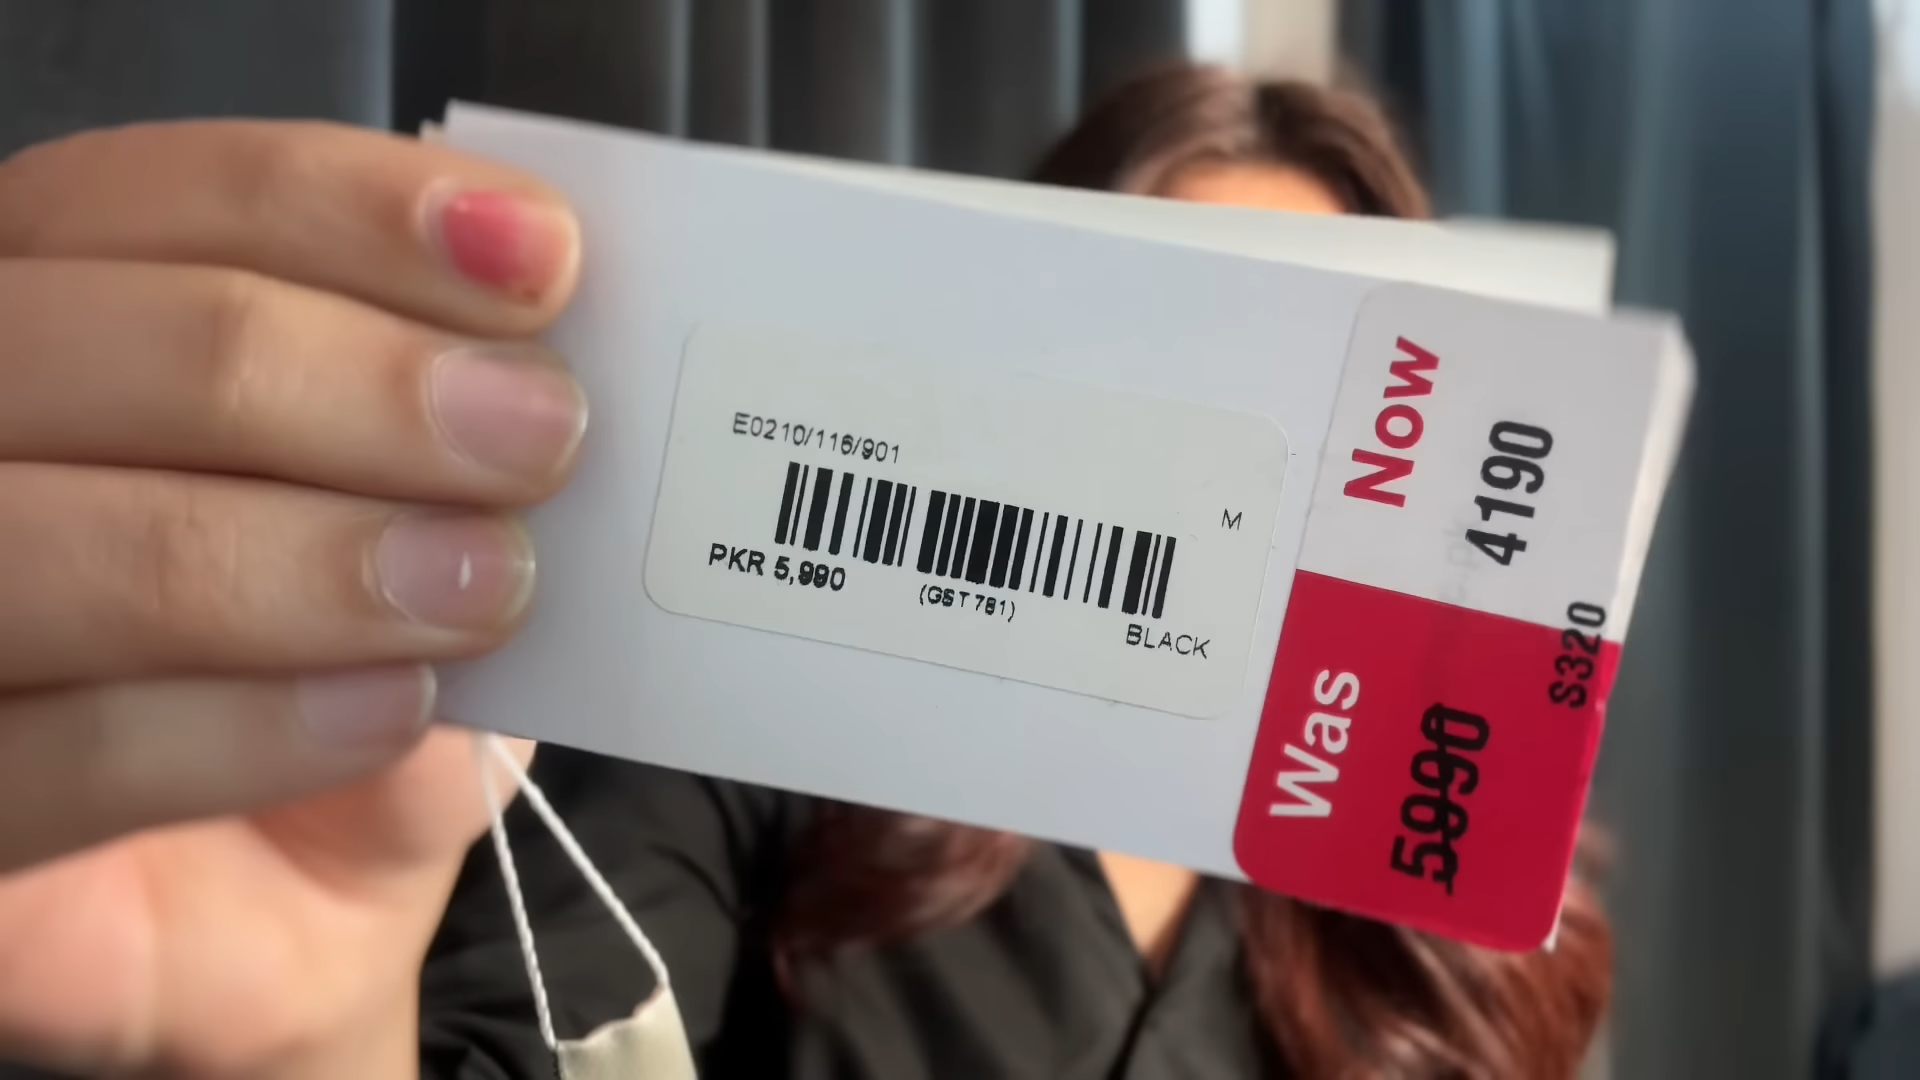 E0210/116/901
M
PKR 5,990
(GST 781)
BLACK
Now
4190
Was
5990
S320